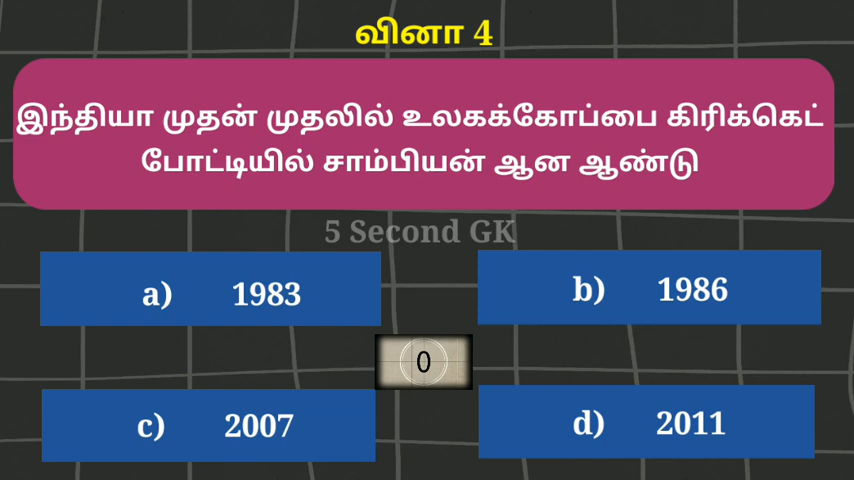 வினா 4
இந்தியா முதன் முதலில் உலகக்கோப்பை கிரிக்கெட்
போட்டியில் சாம்பியன் ஆன ஆண்டு
5 Second GK
a) 1983
b) 1986
0
c) 2007
d) 2011